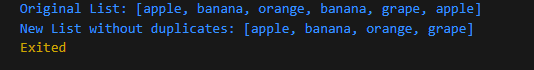 Original List: [apple, banana, orange, banana, grape, apple]
New List without duplicates: [apple, banana, orange, grape]
Exited